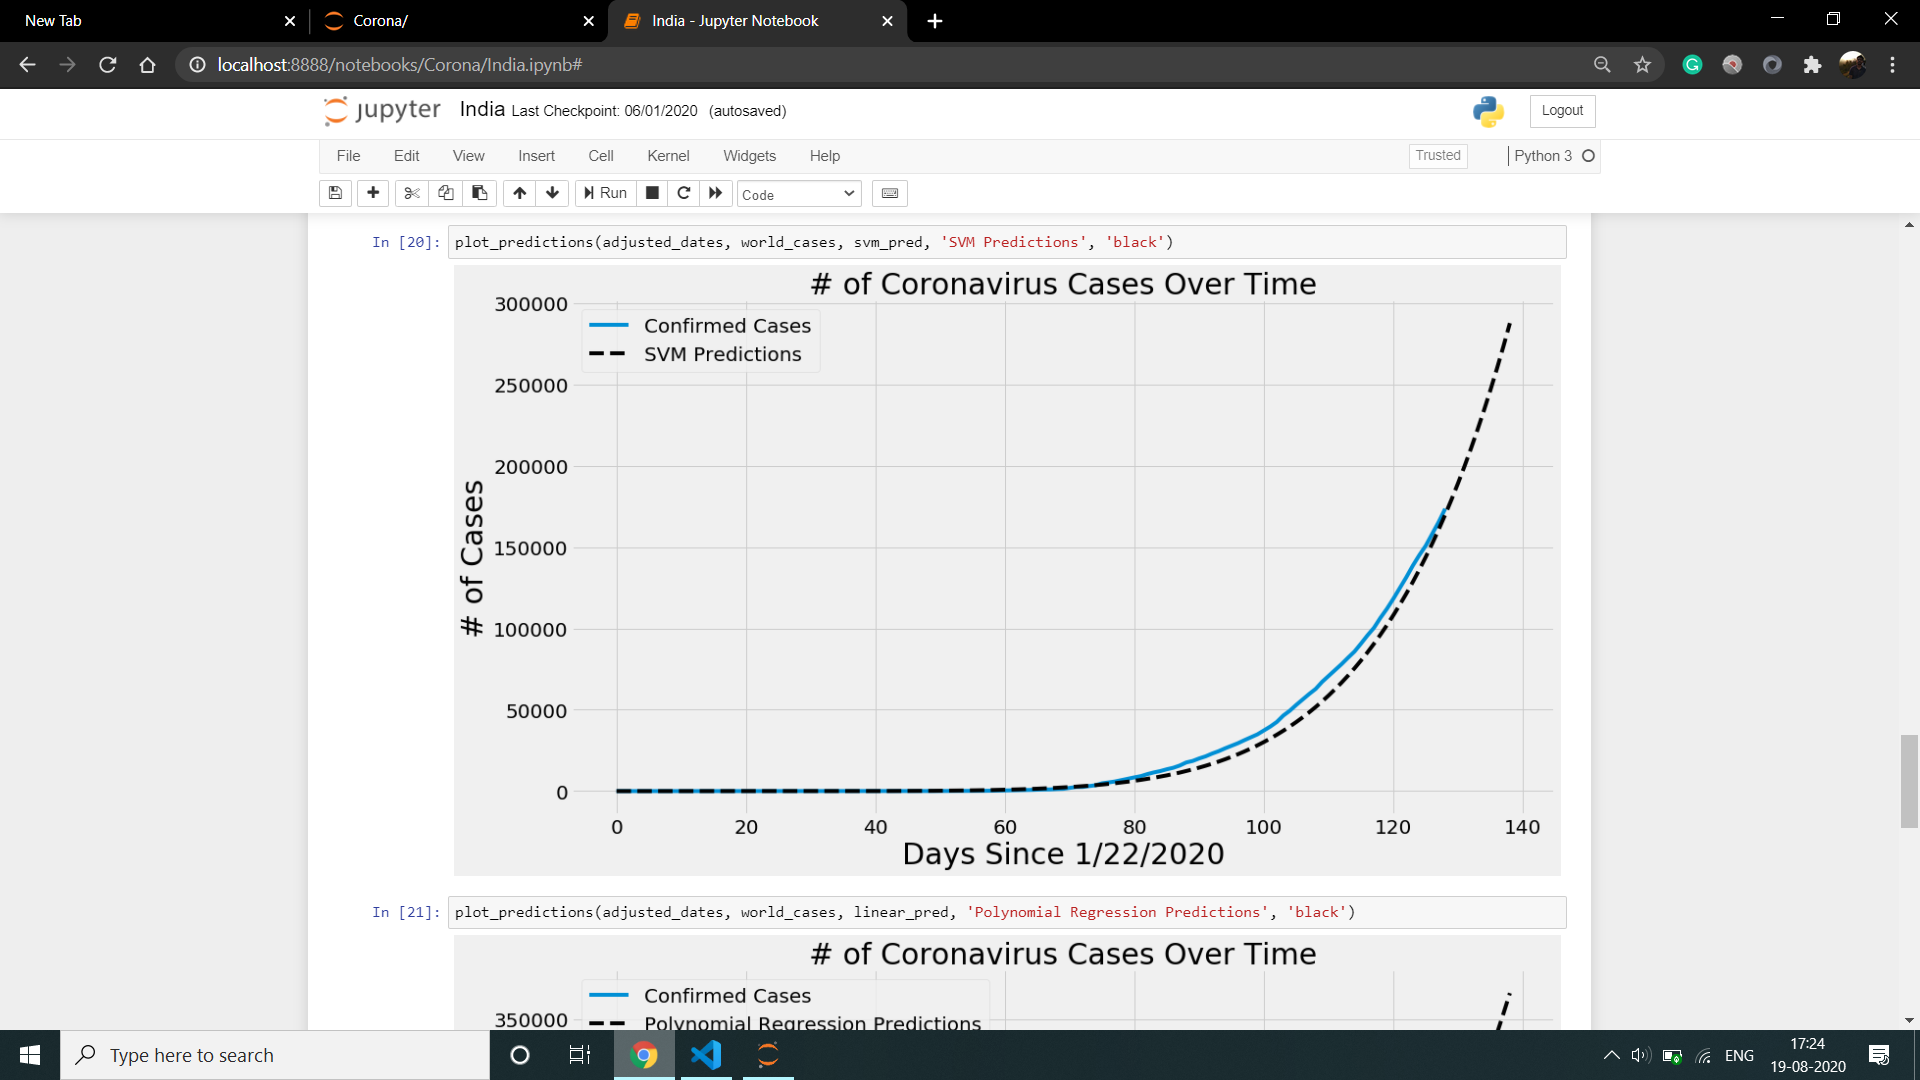 New Tab
Corona/
India - Jupyter Notebook
localhost:8888/notebooks/Corona/India.ipynb#
jupyter India Last Checkpoint: 06/01/2020 (autosaved)
Logout
File Edit View Insert Cell Kernel Widgets Help
Trusted
Python 3
Run
Code
In [20]: plot_predictions(adjusted_dates, world_cases, svm_pred, 'SVM Predictions', 'black')
# of Coronavirus Cases Over Time
300000
Confirmed Cases
SVM Predictions
250000
200000
# of Cases
150000
100000
50000
0
0 20 40 60 80 100 120 140
Days Since 1/22/2020
In [21]: plot_predictions(adjusted_dates, world_cases, linear_pred, 'Polynomial Regression Predictions', 'black')
# of Coronavirus Cases Over Time
Confirmed Cases
350000
Polynomial Regression Predictions
Type here to search
ENG
17:24
19-08-2020